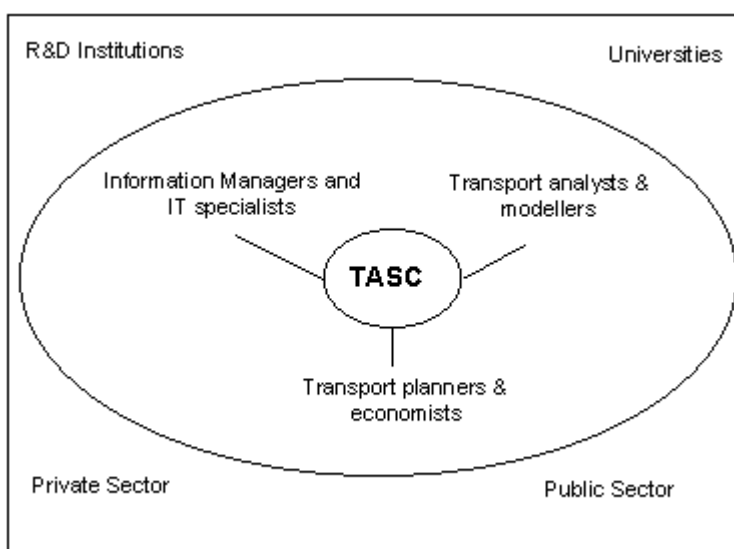 R&D Institutions
Universities
Information Managers and
IT specialists
Transport analysts &
modellers
TASC
Transport planners &
economists
Private Sector
Public Sector